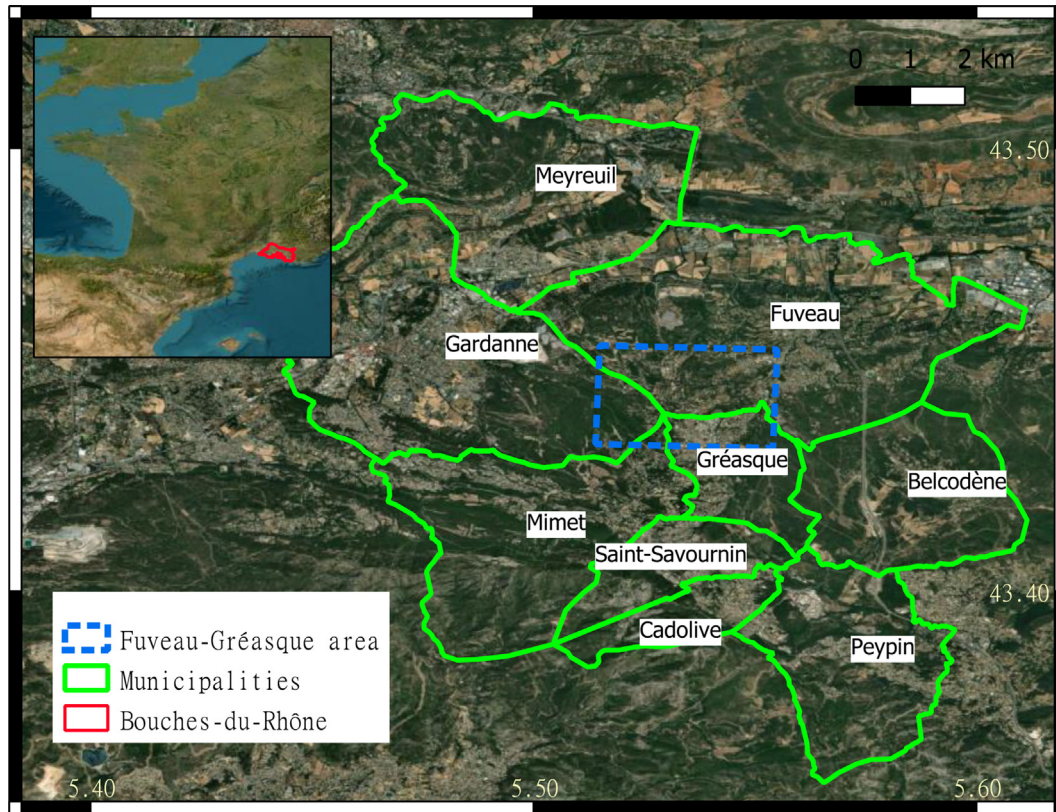 0 1 2 km
43.50
Meyreuil
Fuveau
Gardanne
Gréasque
Belcodène
Mimet
Saint-Savournin
43.40
Cadolive
Peypin
Fuveau-Gréasque area
Municipalities
Bouches-du-Rhône
5.40 5.50 5.60